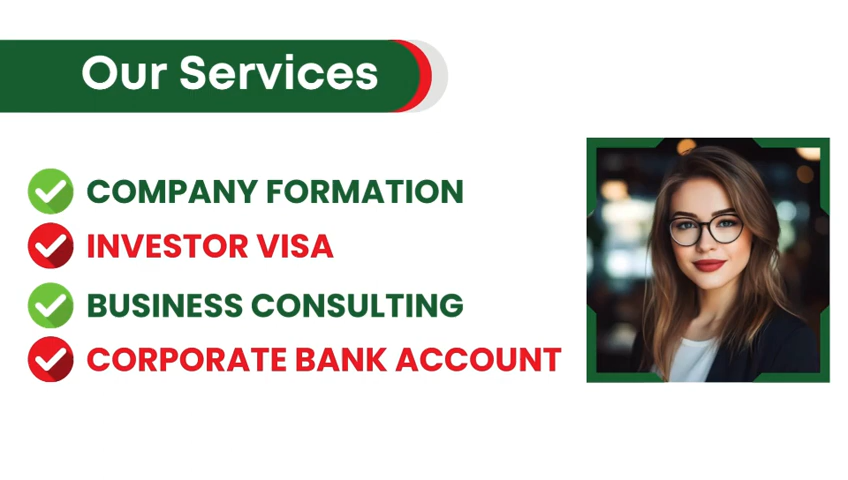 Our Services
COMPANY FORMATION
INVESTOR VISA
BUSINESS CONSULTING
CORPORATE BANK ACCOUNT